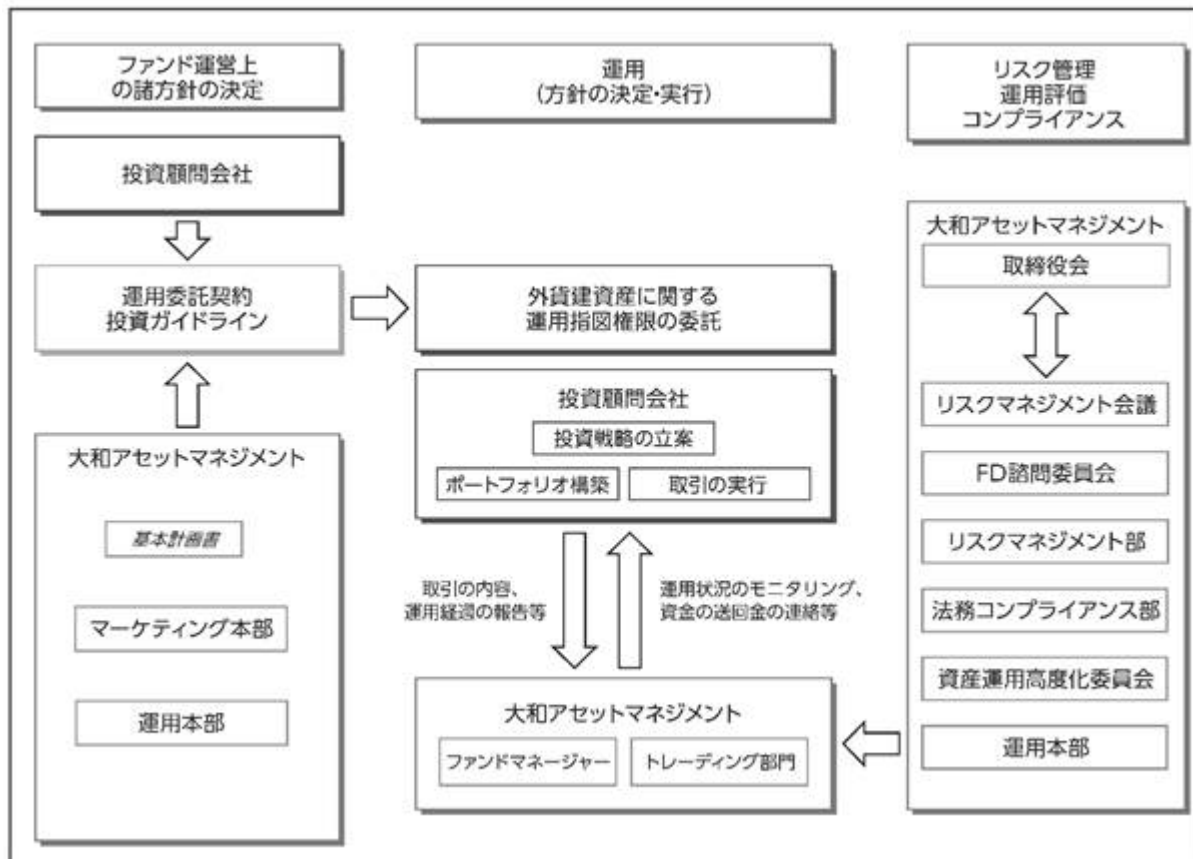 ファンド運営上
の諸方針の決定
投資顧問会社
運用委託契約
投資ガイドライン
大和アセットマネジメント
基本計画書
マーケティング本部
運用本部
運用
(方針の決定・実行)
外貨建資産に関する
運用指図権限の委託
投資顧問会社
投資戦略の立案
ポートフォリオ構築
取引の実行
取引の内容、
運用経過の報告等
運用状況のモニタリング、
資金の送回金の連絡等
大和アセットマネジメント
ファンドマネージャー
トレーディング部門
リスク管理
運用評価
コンプライアンス
大和アセットマネジメント
取締役会
リスクマネジメント会議
FD諮問委員会
リスクマネジメント部
法務コンプライアンス部
資産運用高度化委員会
運用本部